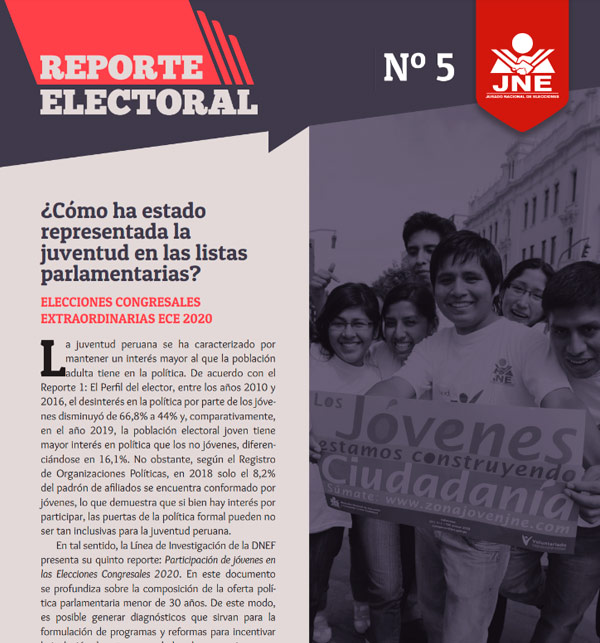 REPORTE
ELECTORAL
Nº 5
JNE
JURADO NACIONAL DE ELECCIONES
¿Cómo ha estado
representada la
juventud en las listas
parlamentarias?
ELECCIONES CONGRESALES
EXTRAORDINARIAS ECE 2020
La juventud peruana se ha caracterizado por
mantener un interés mayor al que la población
adulta tiene en la política. De acuerdo con el
Reporte 1: El Perfil del elector, entre los años 2010 y
2016, el desinterés en la política por parte de los jóve-
nes disminuyó de 66,8% a 44% y, comparativamente,
en el año 2019, la población electoral joven tiene
mayor interés en política que los no jóvenes, diferen-
ciándose en 16,1%. No obstante, según el Registro
de Organizaciones Políticas, en 2018 solo el 8,2%
del padrón de afiliados se encuentra conformado por
jóvenes, lo que demuestra que si bien hay interés por
participar, las puertas de la política formal pueden no
ser tan inclusivas para la juventud peruana.
En tal sentido, la Línea de Investigación de la DNEF
presenta su quinto reporte: Participación de jóvenes en
las Elecciones Congresales 2020. En este documento
se profundiza sobre la composición de la oferta polí-
tica parlamentaria menor de 30 años. De este modo,
es posible generar diagnósticos que sirvan para la
formulación de programas y reformas para incentivar
JNE
Los Jóvenes
estamos construyendo
Ciudadanía
Súmate: www.zonajovenjne.com
Voluntariado